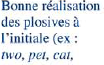 Bonne réalisation
des plosives à
l'initiale (ex :
two, pet, cat,